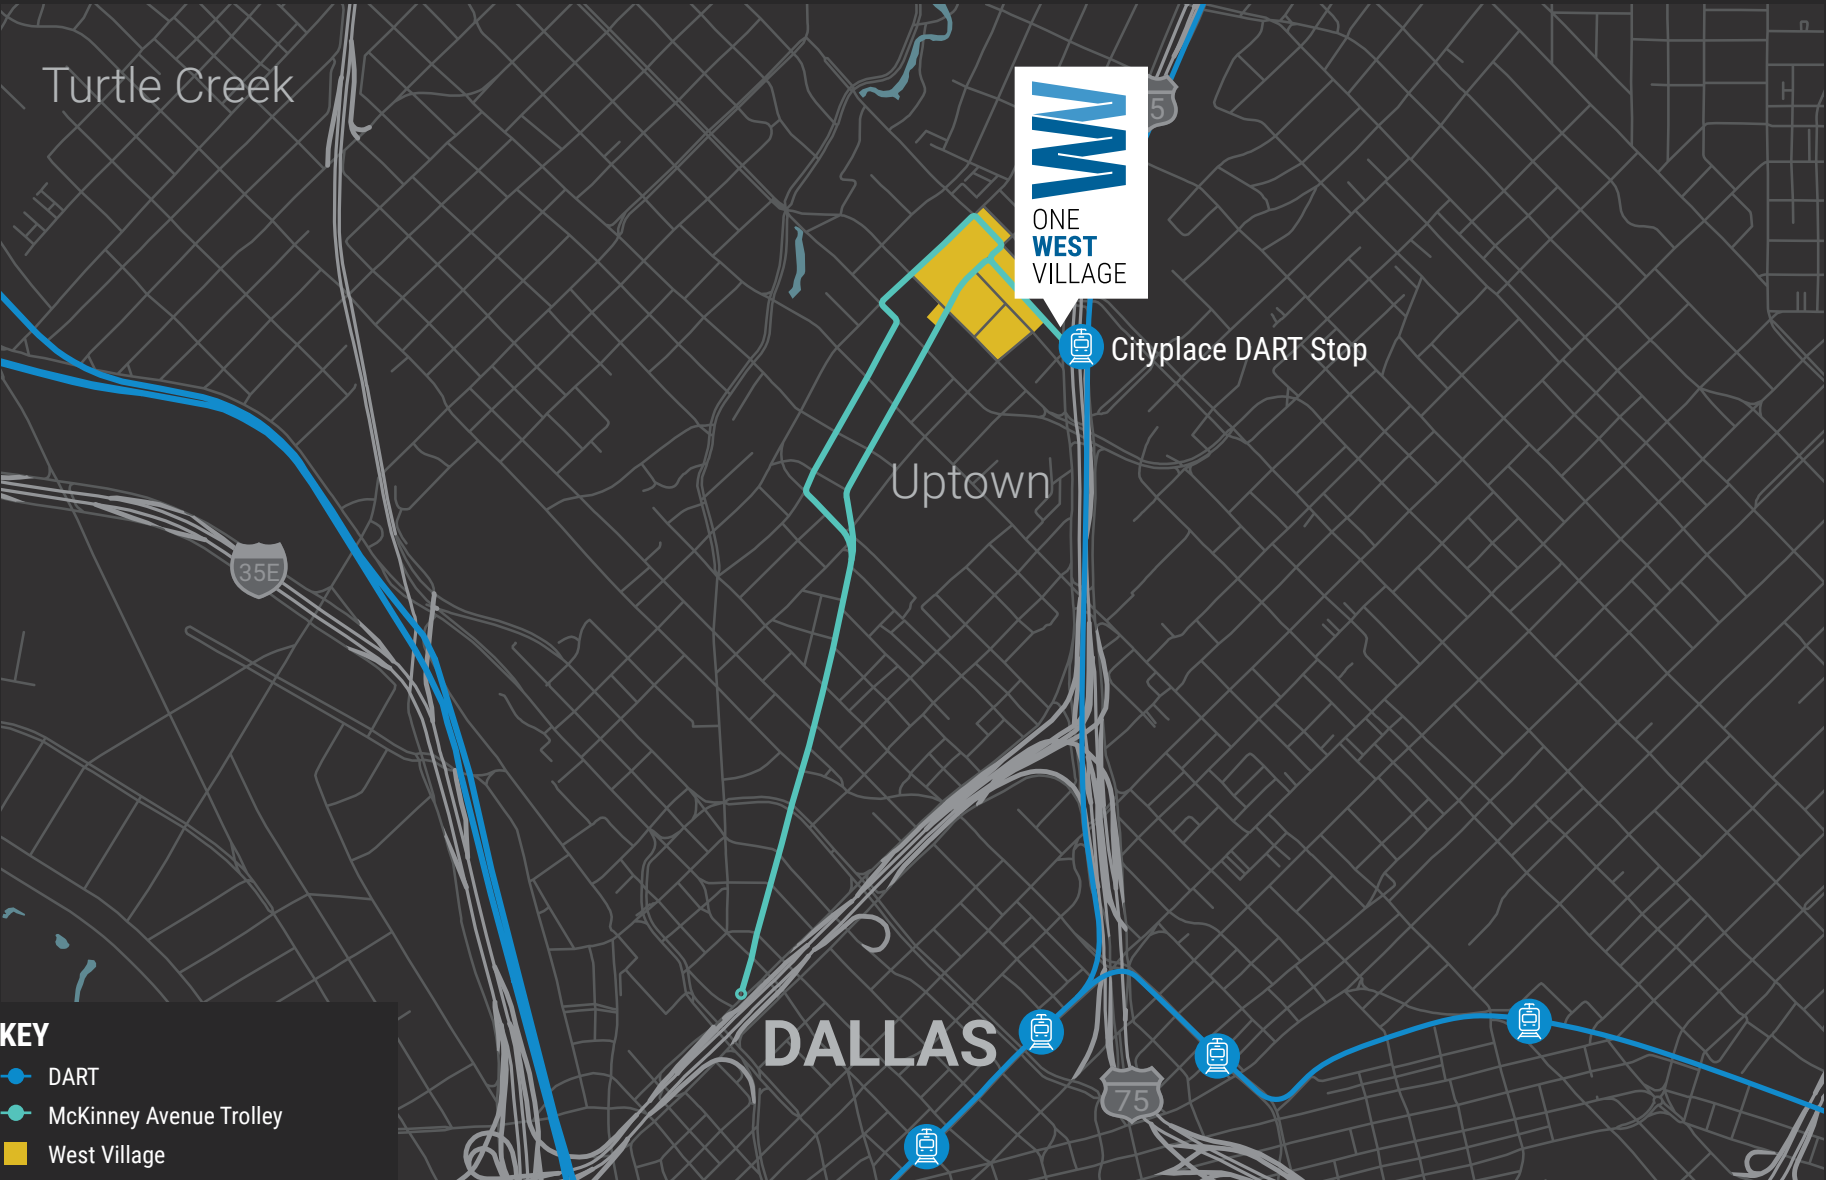 Turtle Creek
5
ONE
WEST
VILLAGE
Cityplace DART Stop
Uptown
35E
DALLAS
75
KEY
DART
McKinney Avenue Trolley
West Village